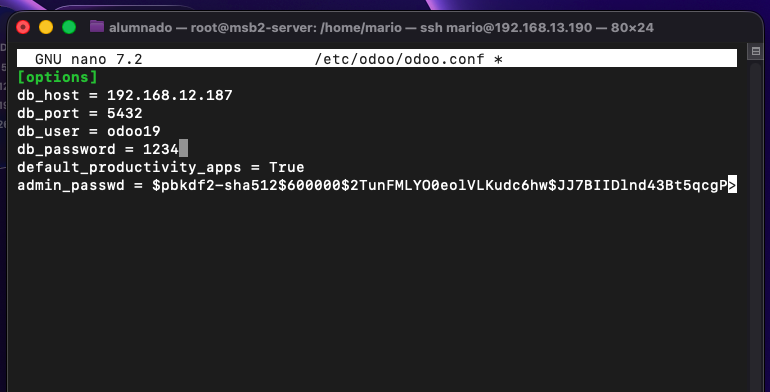 alumnado — root@msb2-server: /home/mario — ssh mario@192.168.13.190 — 80×24
GNU nano 7.2 /etc/odoo/odoo.conf *
[options]
db_host = 192.168.12.187
db_port = 5432
db_user = odoo19
db_password = 1234
default_productivity_apps = True
admin_passwd = $pbkdf2-sha512$600000$2TunFMLYO0eolVLKudc6hw$JJ7BIIDlnd43Bt5qcgP>